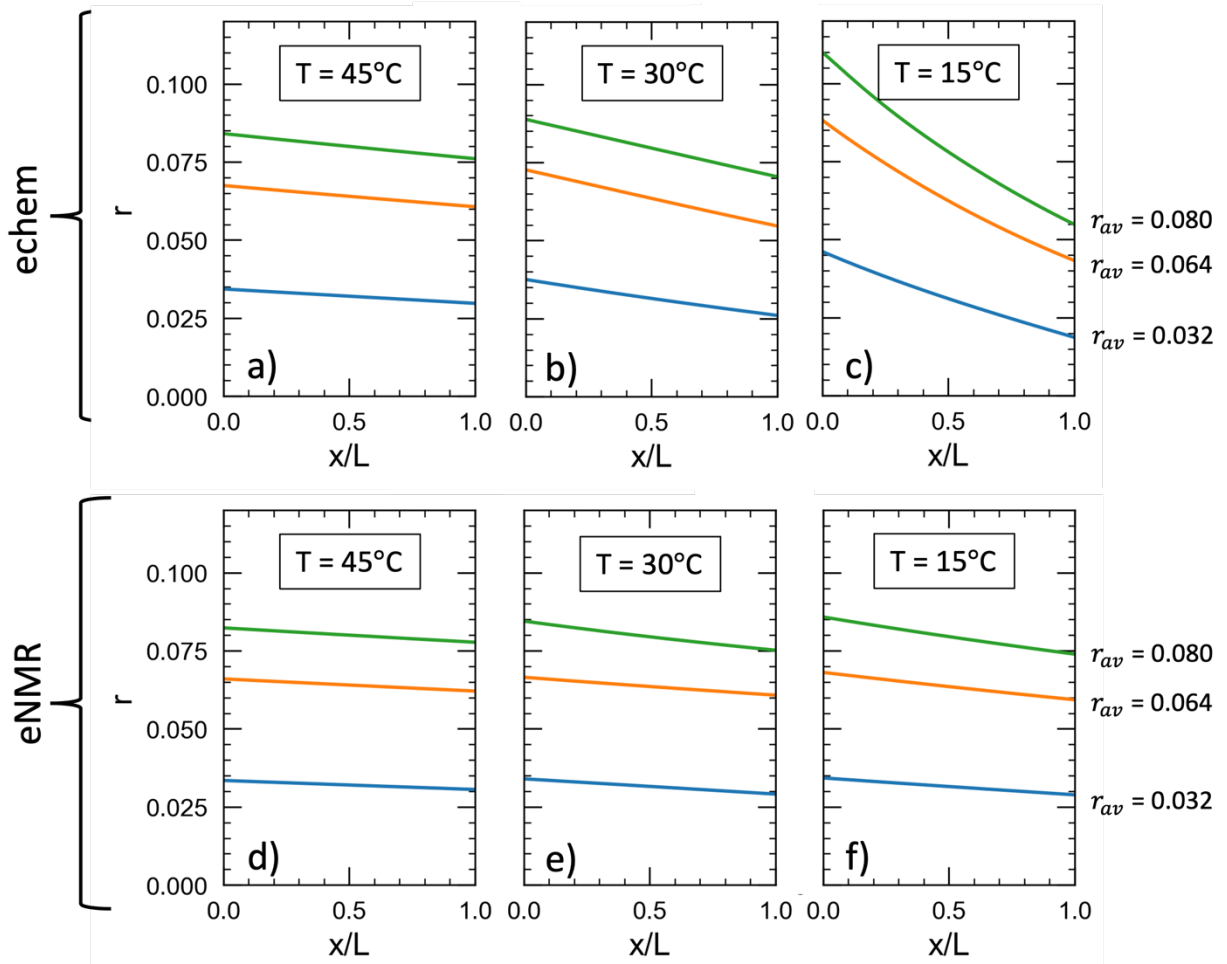 echem
r
0.100
0.075
0.050
0.025
0.000
T = 45°C
a)
0.0 0.5 1.0
x/L
T = 30°C
b)
0.0 0.5 1.0
x/L
T = 15°C
c)
0.0 0.5 1.0
x/L
r_av = 0.080
r_av = 0.064
r_av = 0.032
eNMR
r
0.100
0.075
0.050
0.025
0.000
T = 45°C
d)
0.0 0.5 1.0
x/L
T = 30°C
e)
0.0 0.5 1.0
x/L
T = 15°C
f)
0.0 0.5 1.0
x/L
r_av = 0.080
r_av = 0.064
r_av = 0.032